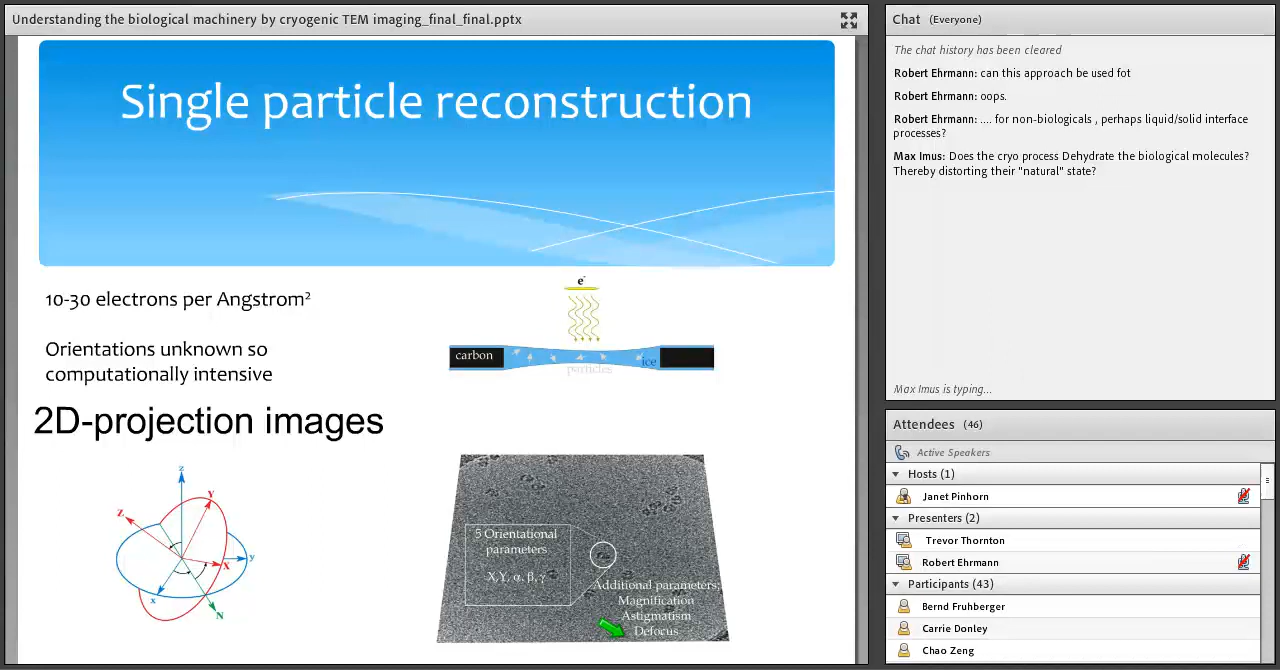 Understanding the biological machinery by cryogenic TEM imaging_final_final.pptx
Single particle reconstruction
10-30 electrons per Angstrom²
Orientations unknown so
computationally intensive
2D-projection images
e⁻
carbon
ice
particles
z
Y
Z
y
X
x
N
5 Orientational
parameters:
X,Y, α, β, γ
Additional parameters:
Magnification
Astigmatism
Defocus
Chat (Everyone)
The chat history has been cleared
Robert Ehrmann: can this approach be used fot
Robert Ehrmann: oops.
Robert Ehrmann: .... for non-biologicals , perhaps liquid/solid interface
processes?
Max Imus: Does the cryo process Dehydrate the biological molecules?
Thereby distorting their "natural" state?
Max Imus is typing...
Attendees (46)
Active Speakers
Hosts (1)
Janet Pinhorn
Presenters (2)
Trevor Thornton
Robert Ehrmann
Participants (43)
Bernd Fruhberger
Carrie Donley
Chao Zeng